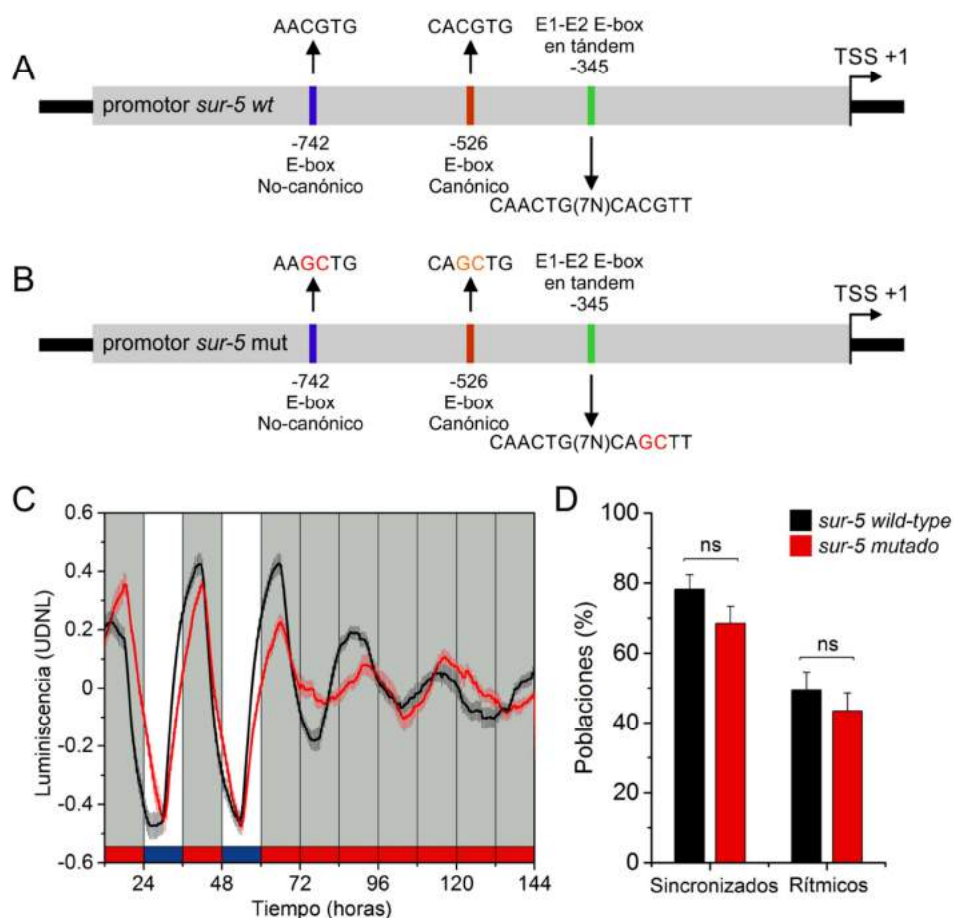 A
AACGTG
CACGTG
E1-E2 E-box
en tándem
-345
TSS +1
promotor sur-5 wt
-742
E-box
No-canónico
-526
E-box
Canónico
CAACTG(7N)CACGTT
B
AAGCTG
CAGCTG
E1-E2 E-box
en tandem
-345
TSS +1
promotor sur-5 mut
-742
E-box
No-canónico
-526
E-box
Canónico
CAACTG(7N)CAGCTT
C
Luminiscencia (UDNL)
0.6
0.4
0.2
0
-0.2
-0.4
-0.6
24
48
72
96
120
144
Tiempo (horas)
D
sur-5 wild-type
sur-5 mutado
Poblaciones (%)
100
80
60
40
20
0
ns
ns
Sincronizados
Rítmicos